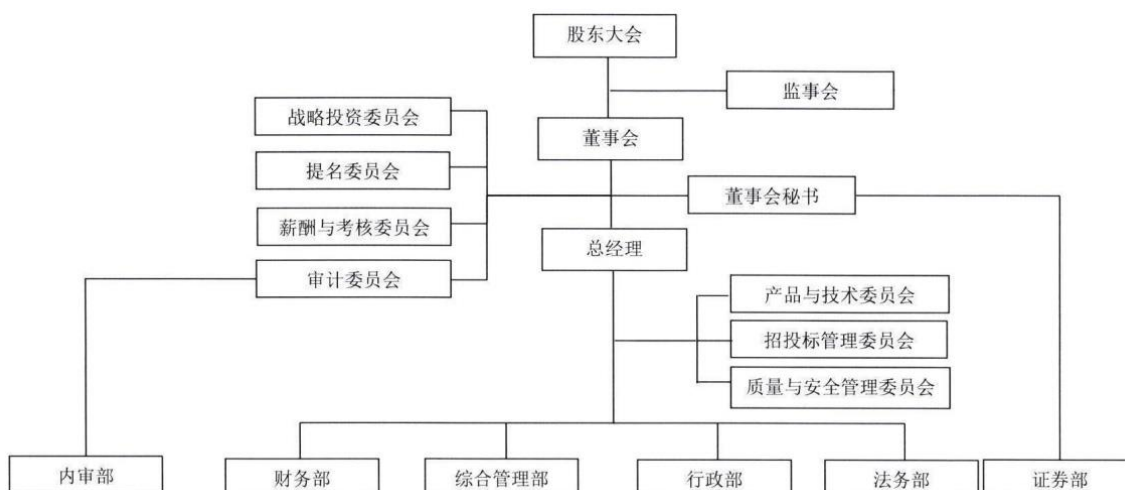 股东大会
监事会
战略投资委员会
董事会
提名委员会
董事会秘书
薪酬与考核委员会
总经理
审计委员会
产品与技术委员会
招投标管理委员会
质量与安全管理委员会
内审部
财务部
综合管理部
行政部
法务部
证券部